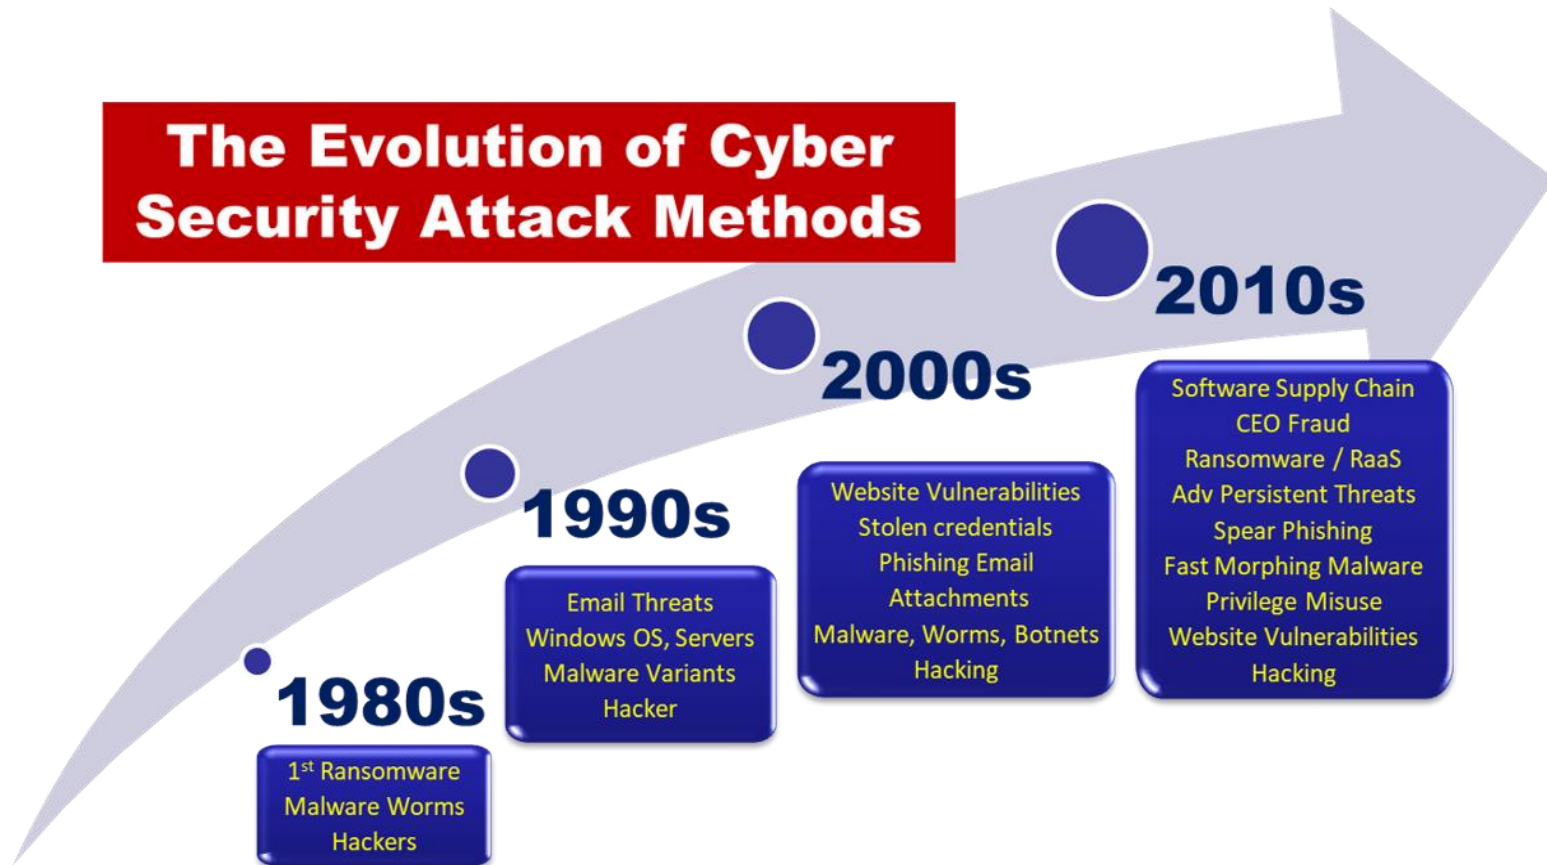 The Evolution of Cyber
Security Attack Methods
1980s
1st Ransomware
Malware Worms
Hackers
1990s
Email Threats
Windows OS, Servers
Malware Variants
Hacker
2000s
Website Vulnerabilities
Stolen credentials
Phishing Email
Attachments
Malware, Worms, Botnets
Hacking
2010s
Software Supply Chain
CEO Fraud
Ransomware / RaaS
Adv Persistent Threats
Spear Phishing
Fast Morphing Malware
Privilege Misuse
Website Vulnerabilities
Hacking